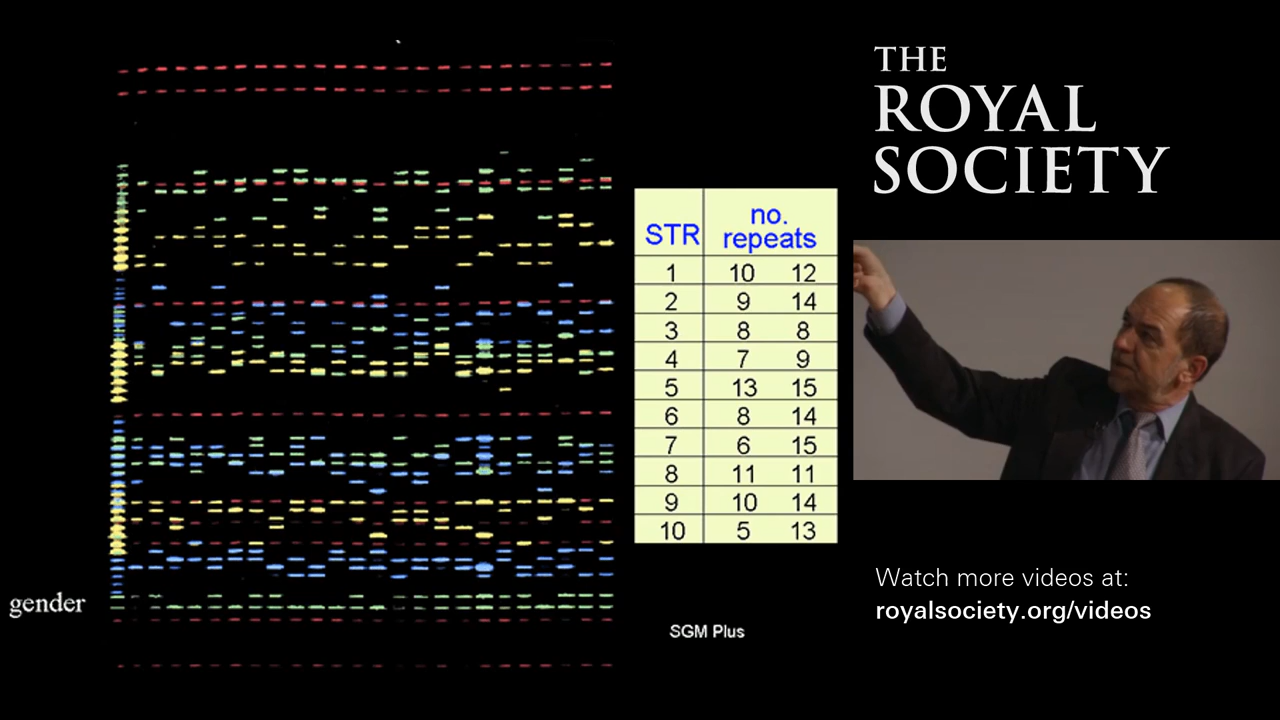 gender
STR no. repeats
1 10 12
2 9 14
3 8 8
4 7 9
5 13 15
6 8 14
7 6 15
8 11 11
9 10 14
10 5 13
SGM Plus
THE
ROYAL
SOCIETY
Watch more videos at:
royalsociety.org/videos